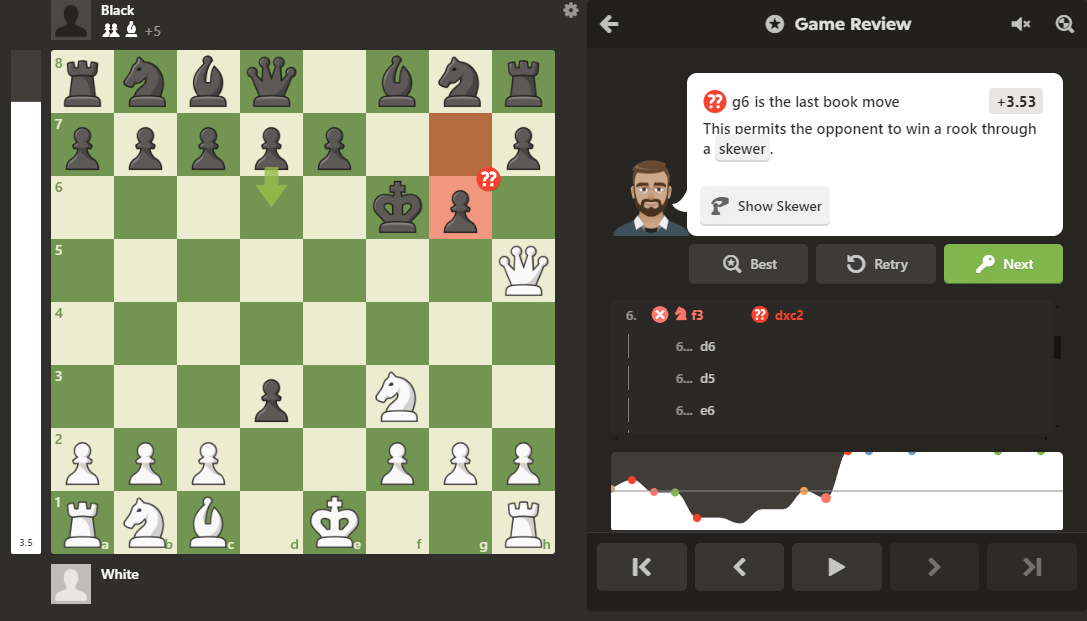 Black
+5
Game Review
8
7
6
5
4
3
2
1
a b c d e f g h
??
3.5
White
?? g6 is the last book move +3.53
This permits the opponent to win a rook through
a skewer.
Show Skewer
Best Retry Next
6. f3 ?? dxc2
6... d6
6... d5
6... e6